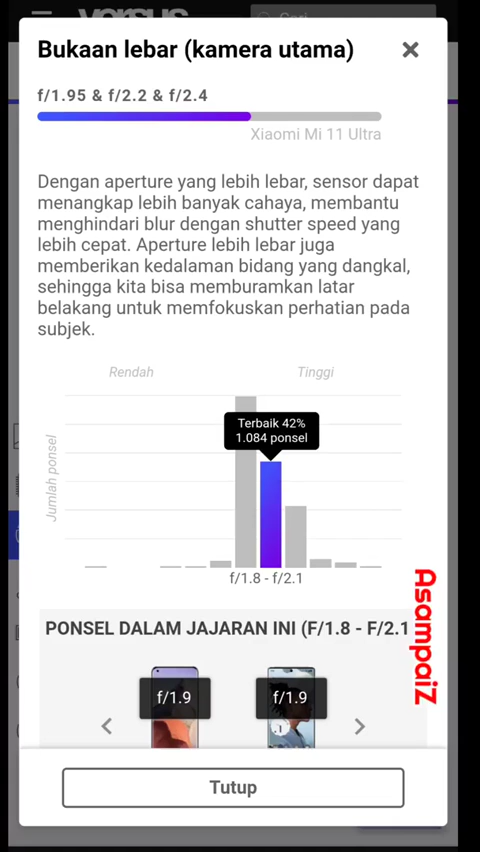 versus
Cari
Bukaan lebar (kamera utama)
f/1.95 & f/2.2 & f/2.4
Xiaomi Mi 11 Ultra
Dengan aperture yang lebih lebar, sensor dapat
menangkap lebih banyak cahaya, membantu
menghindari blur dengan shutter speed yang
lebih cepat. Aperture lebih lebar juga
memberikan kedalaman bidang yang dangkal,
sehingga kita bisa memburamkan latar
belakang untuk memfokuskan perhatian pada
subjek.
Rendah
Tinggi
Terbaik 42%
1.084 ponsel
Jumlah ponsel
f/1.8 - f/2.1
AsampaiZ
PONSEL DALAM JAJARAN INI (F/1.8 - F/2.1
f/1.9
f/1.9
Tutup